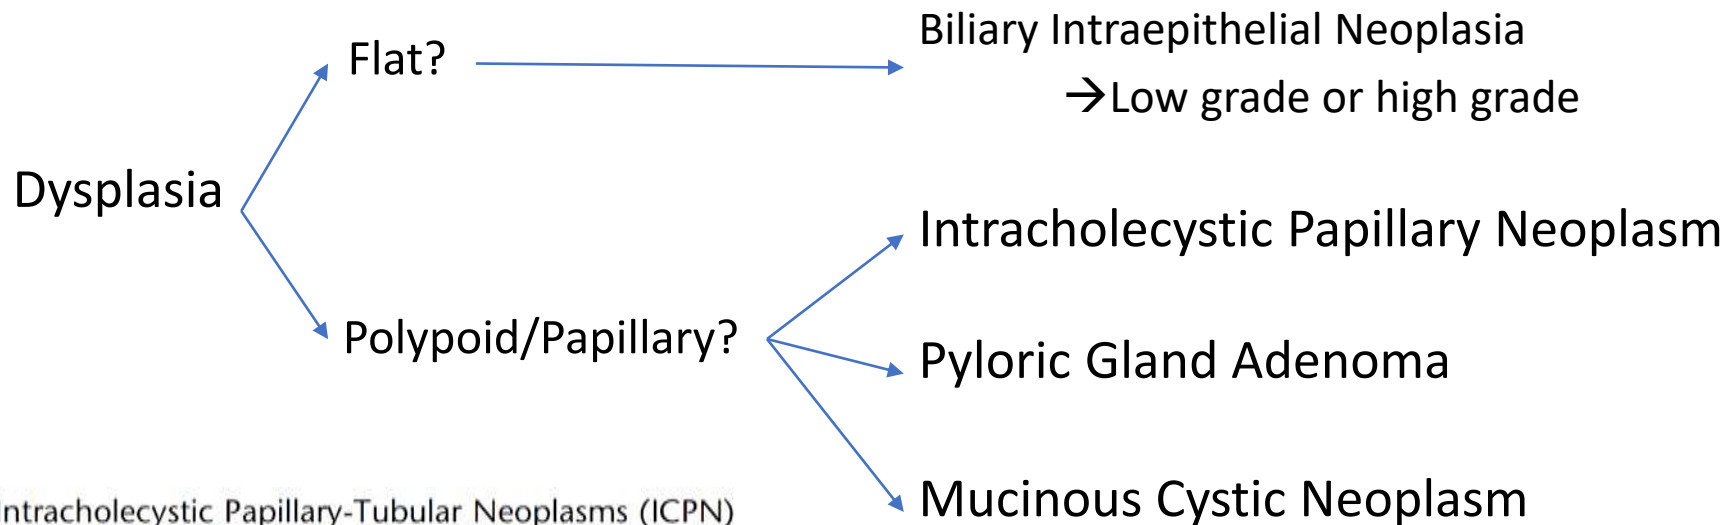 Flat?
Biliary Intraepithelial Neoplasia
→Low grade or high grade
Dysplasia
Intracholecystic Papillary Neoplasm
Polypoid/Papillary?
Pyloric Gland Adenoma
Mucinous Cystic Neoplasm
Intracholecystic Papillary-Tubular Neoplasms (ICPN)